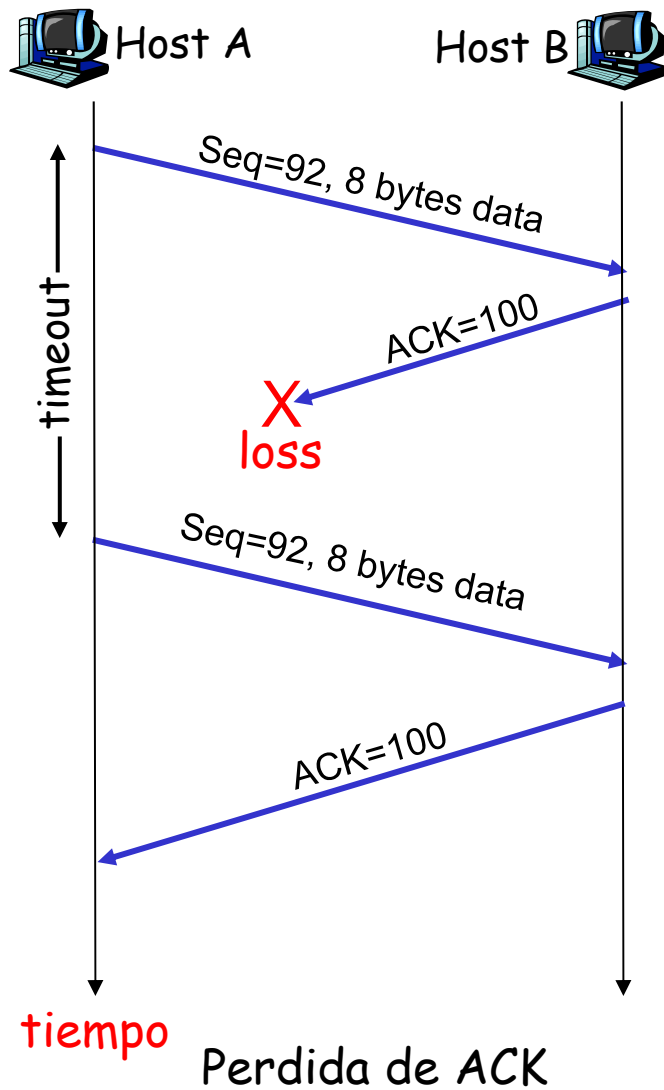 Host A
Host B
Seq=92, 8 bytes data
ACK=100
timeout
X
loss
Seq=92, 8 bytes data
ACK=100
tiempo
Perdida de ACK